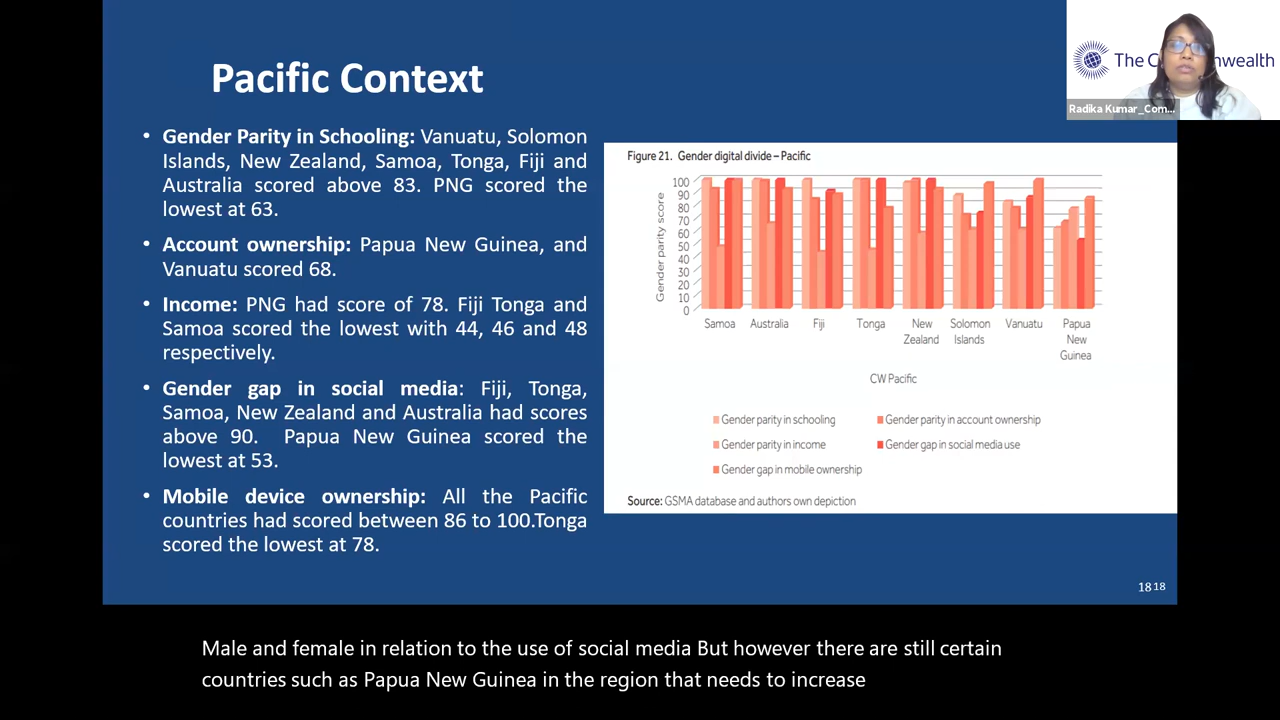 Pacific Context
• Gender Parity in Schooling: Vanuatu, Solomon
Islands, New Zealand, Samoa, Tonga, Fiji and
Australia scored above 83. PNG scored the
lowest at 63.
• Account ownership: Papua New Guinea, and
Vanuatu scored 68.
• Income: PNG had score of 78. Fiji Tonga and
Samoa scored the lowest with 44, 46 and 48
respectively.
• Gender gap in social media: Fiji, Tonga,
Samoa, New Zealand and Australia had scores
above 90. Papua New Guinea scored the
lowest at 53.
• Mobile device ownership: All the Pacific
countries had scored between 86 to 100.Tonga
scored the lowest at 78.
Figure 21. Gender digital divide – Pacific
Gender parity score
100
90
80
70
60
50
40
30
20
10
0
Samoa
Australia
Fiji
Tonga
New
Zealand
Solomon
Islands
Vanuatu
Papua
New
Guinea
CW Pacific
Gender parity in schooling
Gender parity in account ownership
Gender parity in income
Gender gap in social media use
Gender gap in mobile ownership
Source: GSMA database and authors own depiction
18 18
The C nwealth
Radika Kumar_Com...
Male and female in relation to the use of social media But however there are still certain
countries such as Papua New Guinea in the region that needs to increase